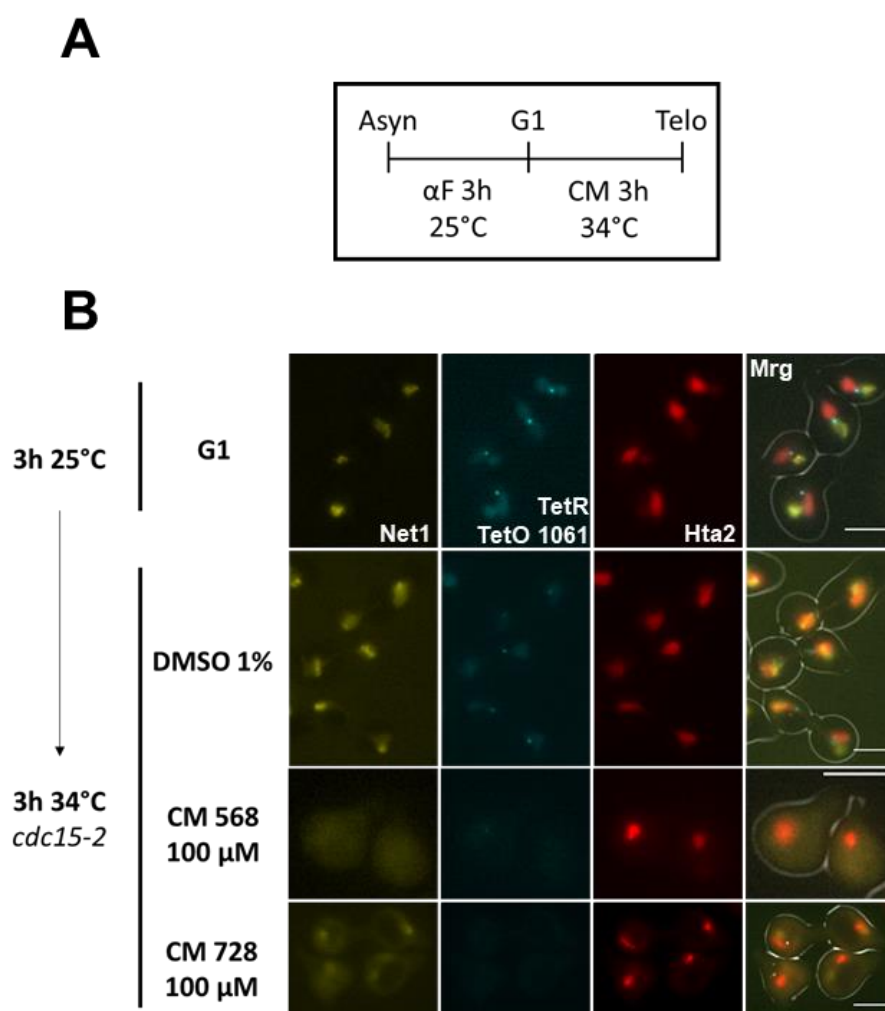 A
Asyn G1 Telo
αF 3h CM 3h
25°C 34°C
B
Mrg
3h 25°C
G1
TetR
Net1 TetO 1061 Hta2
DMSO 1%
3h 34°C
cdc15-2
CM 568
100 µM
CM 728
100 µM